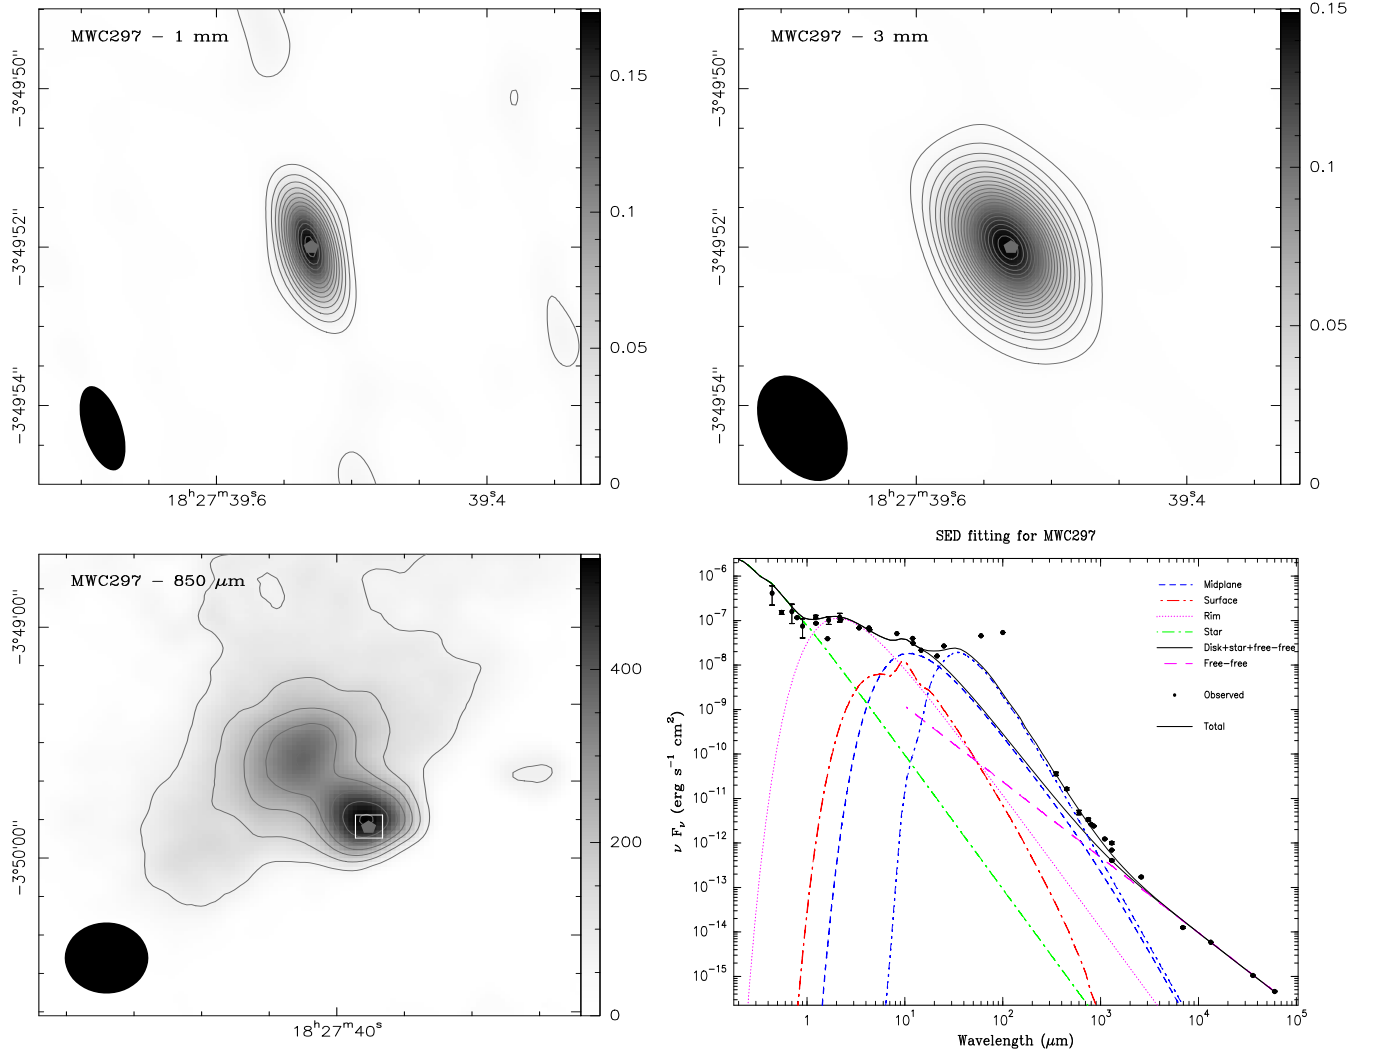 MWC297 − 1 mm
−3°49'50"
−3°49'52"
−3°49'54"
18ʰ27ᵐ39ˢ.6
39ˢ.4
0.15
0.1
0.05
0
MWC297 − 3 mm
−3°49'50"
−3°49'52"
−3°49'54"
18ʰ27ᵐ39ˢ.6
39ˢ.4
0.15
0.1
0.05
0
MWC297 − 850 μm
−3°49'00"
−3°50'00"
18ʰ27ᵐ40ˢ
400
200
0
SED fitting for MWC297
Midplane
Surface
Rim
Star
Disk+star+free−free
Free−free
Observed
Total
ν Fᵥ (erg s⁻¹ cm²)
10⁻⁶
10⁻⁷
10⁻⁸
10⁻⁹
10⁻¹⁰
10⁻¹¹
10⁻¹²
10⁻¹³
10⁻¹⁴
10⁻¹⁵
1
10¹
10²
10³
10⁴
10⁵
Wavelength (μm)